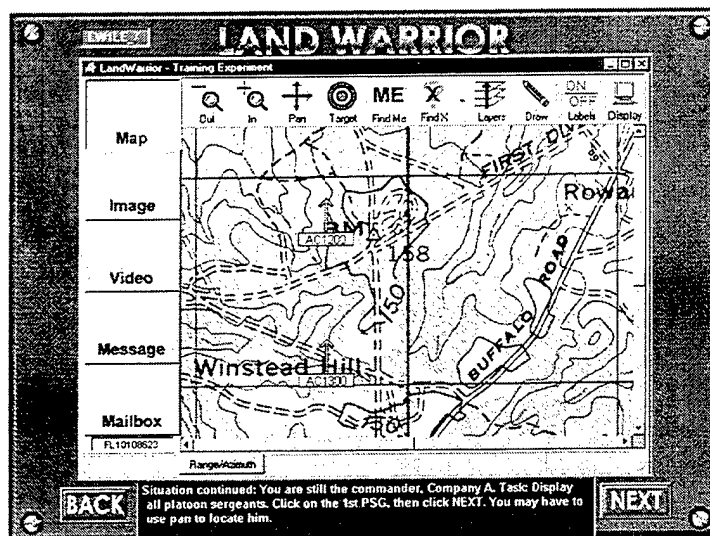 LAND WARRIOR
LandWarrior - Training Experiment
Out In Pan Target ME Find Me Find X Layers Draw ON OFF Labels Display
Map
Image
Video
Message
Mailbox
FL10108623
FIRST DIV
Rowa
BM
AC1200
158
150
BUFFALO ROAD
Winstead Hill
AC1300
Range/Azimuth
BACK
Situation continued: You are still the commander, Company A. Task: Display
all platoon sergeants. Click on the 1st PSG, then click NEXT. You may have to
use pan to locate him.
NEXT